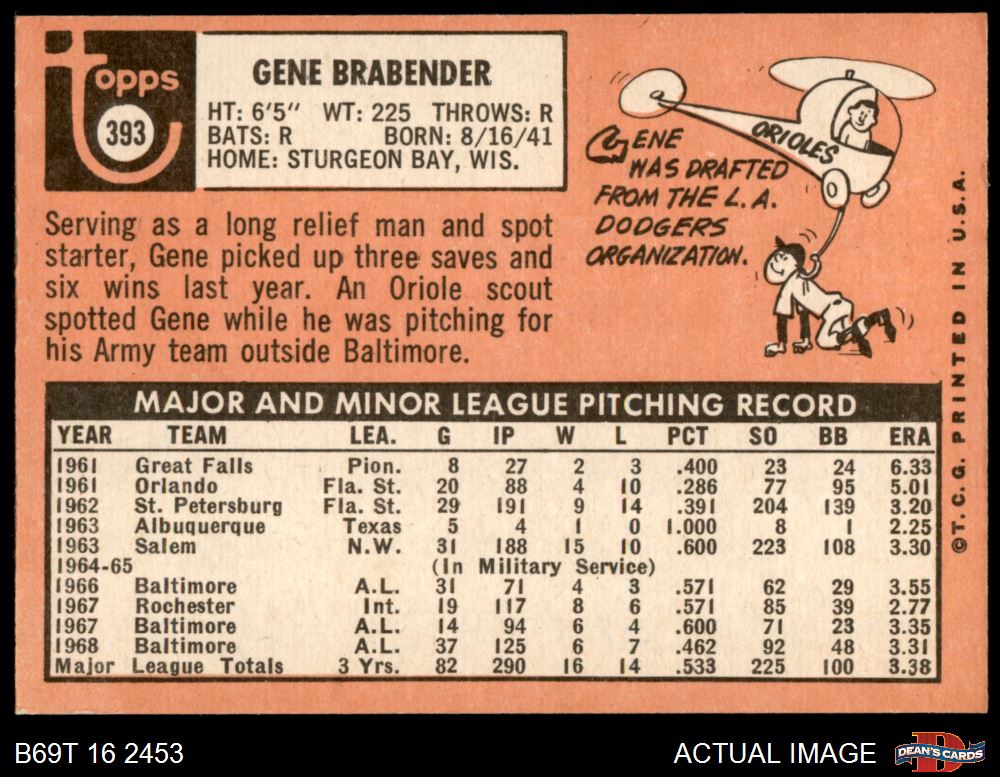 topps
393
GENE BRABENDER
HT: 6'5" WT: 225 THROWS: R
BATS: R BORN: 8/16/41
HOME: STURGEON BAY, WIS.
Serving as a long relief man and spot
starter, Gene picked up three saves and
six wins last year. An Oriole scout
spotted Gene while he was pitching for
his Army team outside Baltimore.
GENE
WAS DRAFTED
FROM THE L.A.
DODGERS
ORGANIZATION.
ORIOLES
MAJOR AND MINOR LEAGUE PITCHING RECORD
YEAR TEAM LEA. G IP W L PCT SO BB ERA
1961 Great Falls Pion. 8 27 2 3 .400 23 24 6.33
1961 Orlando Fla. St. 20 88 4 10 .286 77 95 5.01
1962 St. Petersburg Fla. St. 29 191 9 14 .391 204 139 3.20
1963 Albuquerque Texas 5 4 1 0 1.000 8 1 2.25
1963 Salem N.W. 31 188 15 10 .600 223 108 3.30
1964-65 (In Military Service)
1966 Baltimore A.L. 31 71 4 3 .571 62 29 3.55
1967 Rochester Int. 19 117 8 6 .571 85 39 2.77
1967 Baltimore A.L. 14 94 6 4 .600 71 23 3.35
1968 Baltimore A.L. 37 125 6 7 .462 92 48 3.31
Major League Totals 3 Yrs. 82 290 16 14 .533 225 100 3.38
©T.C.G. PRINTED IN U.S.A.
B69T 16 2453
ACTUAL IMAGE
DEAN'S CARDS